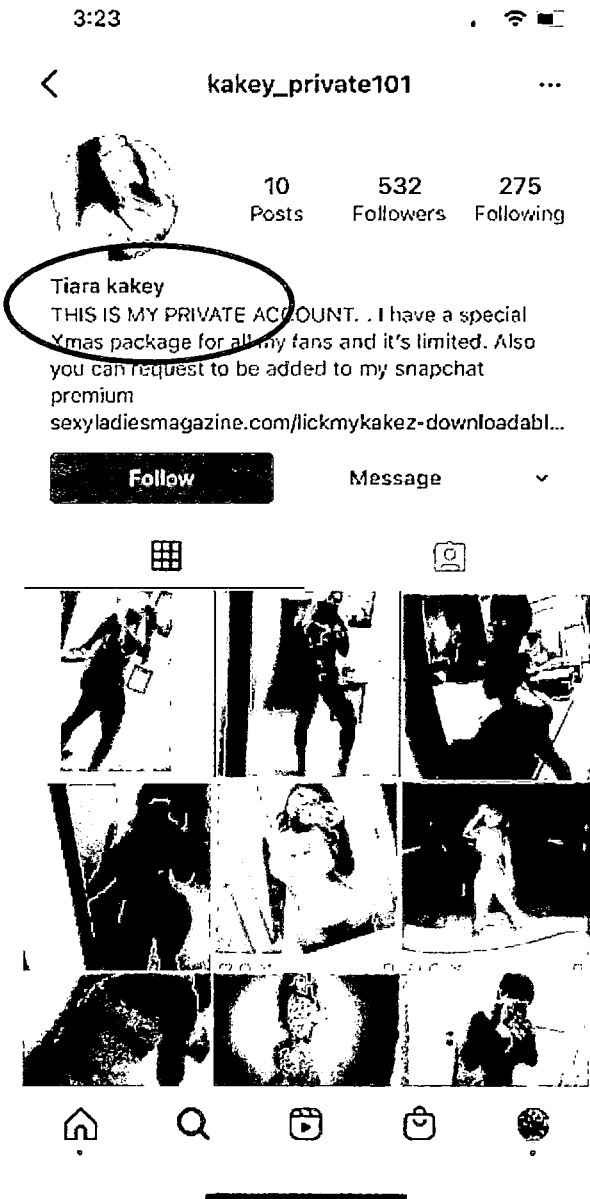 3:23
kakey_private101
10 532 275
Posts Followers Following
Tiara kakey
THIS IS MY PRIVATE ACCOUNT. . I have a special
Xmas package for all my fans and it's limited. Also
you can request to be added to my snapchat
premium
sexyladiesmagazine.com/lickmykakez-downloadabl...
Follow Message